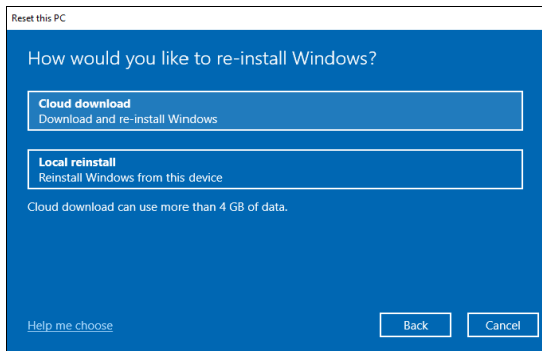 Reset this PC
How would you like to re-install Windows?
Cloud download
Download and re-install Windows
Local reinstall
Reinstall Windows from this device
Cloud download can use more than 4 GB of data.
Help me choose
Back
Cancel